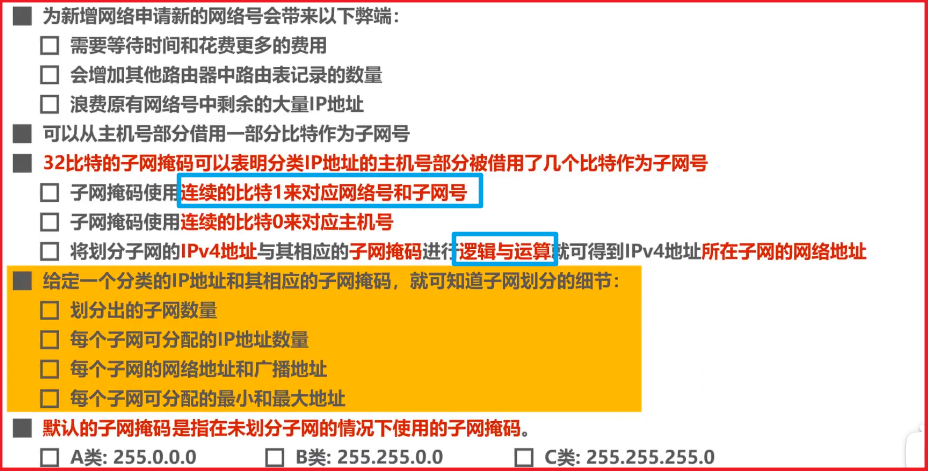 为新增网络申请新的网络号会带来以下弊端：
需要等待时间和花费更多的费用
会增加其他路由器中路由表记录的数量
浪费原有网络号中剩余的大量IP地址
可以从主机号部分借用一部分比特作为子网号
32比特的子网掩码可以表明分类IP地址的主机号部分被借用了几个比特作为子网号
子网掩码使用连续的比特1来对应网络号和子网号
子网掩码使用连续的比特0来对应主机号
将划分子网的IPv4地址与其相应的子网掩码进行逻辑与运算就可得到IPv4地址所在子网的网络地址
给定一个分类的IP地址和其相应的子网掩码，就可知道子网划分的细节：
划分出的子网数量
每个子网可分配的IP地址数量
每个子网的网络地址和广播地址
每个子网可分配的最小和最大地址
默认的子网掩码是指在未划分子网的情况下使用的子网掩码。
A类: 255.0.0.0 B类: 255.255.0.0 C类: 255.255.255.0